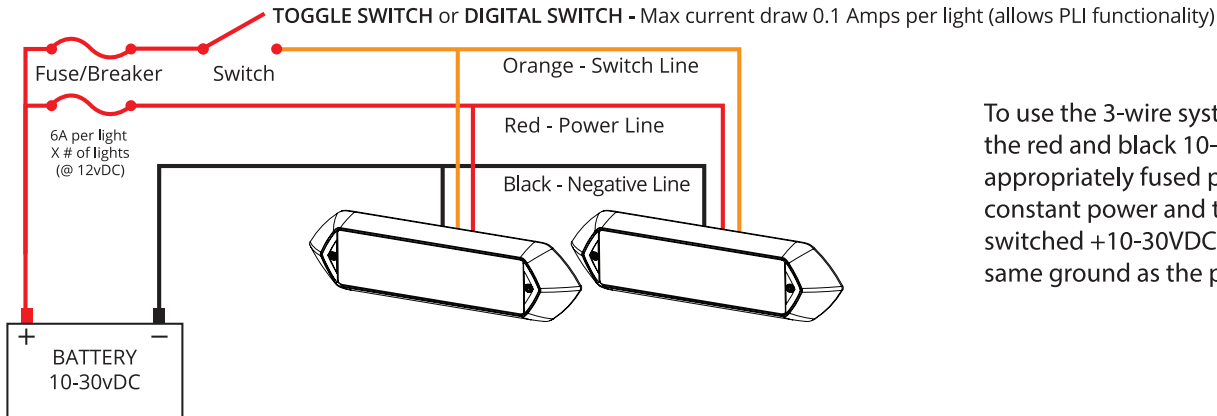 TOGGLE SWITCH or DIGITAL SWITCH - Max current draw 0.1 Amps per light (allows PLI functionality)
Fuse/Breaker
Switch
Orange - Switch Line
6A per light
X # of lights
(@ 12vDC)
Red - Power Line
Black - Negative Line
+
–
BATTERY
10-30vDC
To use the 3-wire syst
the red and black 10-
appropriately fused p
constant power and t
switched +10-30VDC
same ground as the p